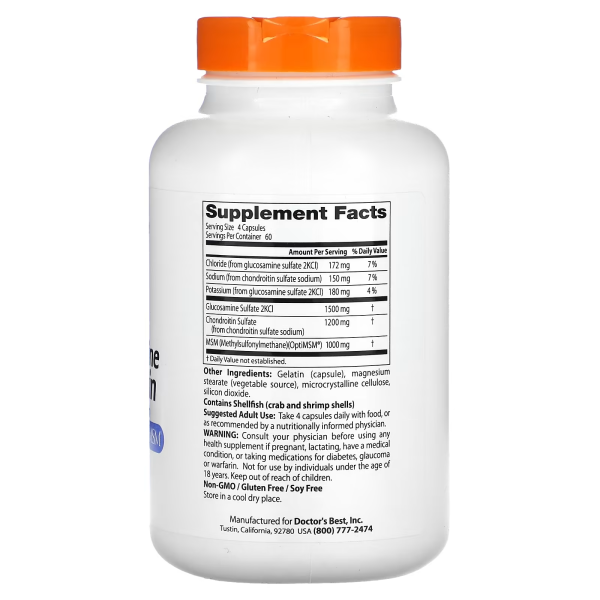 Supplement Facts
Serving Size 4 Capsules
Servings Per Container 60
Amount Per Serving % Daily Value
Chloride (from glucosamine sulfate 2KCl) 172 mg 7 %
Sodium (from chondroitin sulfate sodium) 150 mg 7 %
Potassium (from glucosamine sulfate 2KCl) 180 mg 4 %
Glucosamine Sulfate 2KCl 1500 mg †
Chondroitin Sulfate 1200 mg †
(from chondroitin sulfate sodium)
MSM (Methylsulfonylmethane)(OptiMSM®) 1000 mg †
† Daily Value not established.
Other Ingredients: Gelatin (capsule), magnesium
stearate (vegetable source), microcrystalline cellulose,
silicon dioxide.
Contains Shellfish (crab and shrimp shells)
Suggested Adult Use: Take 4 capsules daily with food, or
as recommended by a nutritionally informed physician.
WARNING: Consult your physician before using any
health supplement if pregnant, lactating, have a medical
condition, or taking medications for diabetes, glaucoma
or warfarin. Not for use by individuals under the age of
18 years. Keep out of reach of children.
Non-GMO / Gluten Free / Soy Free
Store in a cool dry place.
Manufactured for Doctor's Best, Inc.
Tustin, California, 92780 USA (800) 777-2474
ne
in
SM